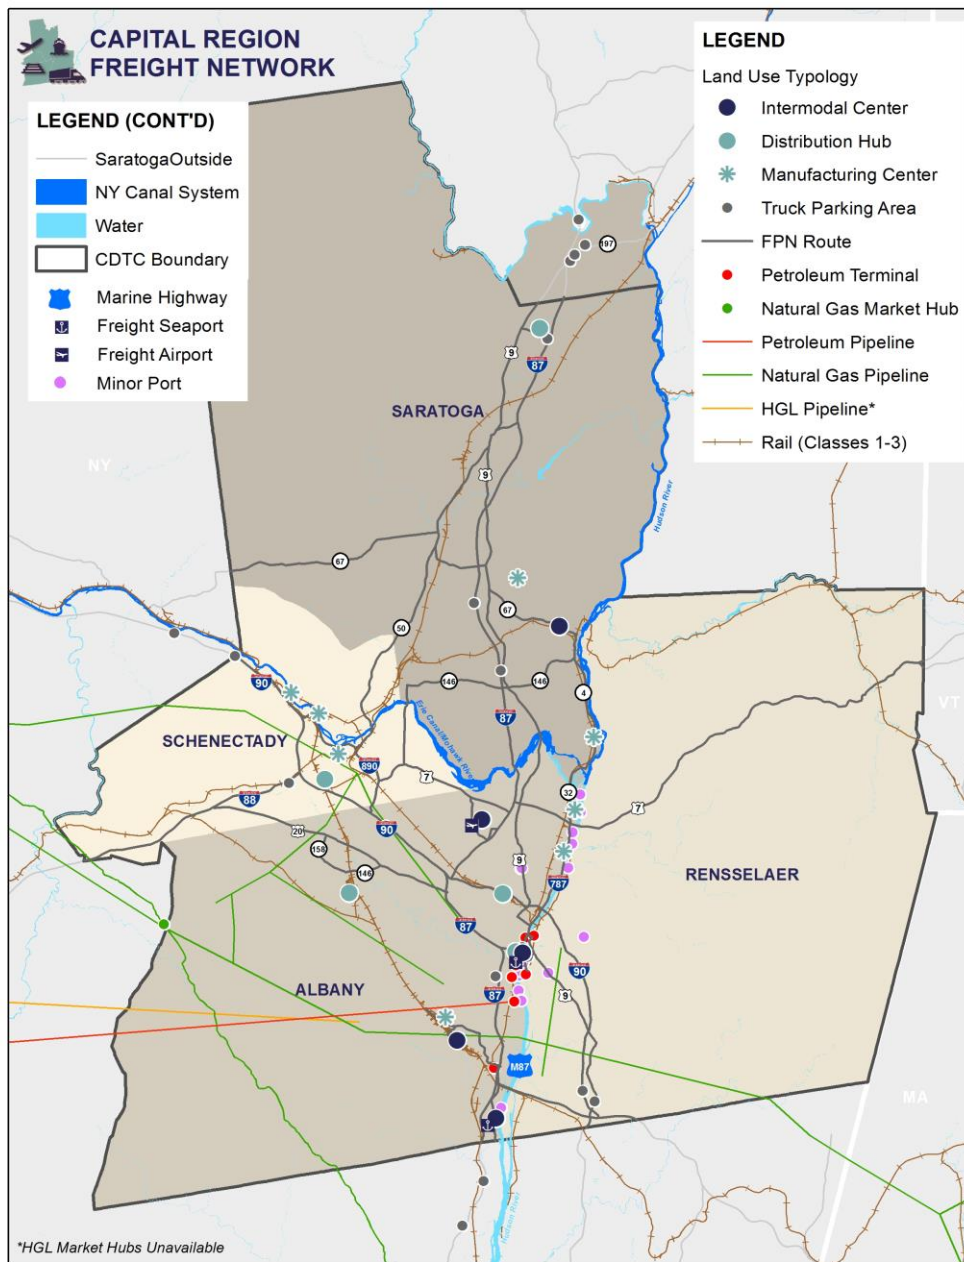 CAPITAL REGION
FREIGHT NETWORK
LEGEND (CONT'D)
SaratogaOutside
NY Canal System
Water
CDTC Boundary
Marine Highway
Freight Seaport
Freight Airport
Minor Port
LEGEND
Land Use Typology
Intermodal Center
Distribution Hub
Manufacturing Center
Truck Parking Area
FPN Route
Petroleum Terminal
Natural Gas Market Hub
Petroleum Pipeline
Natural Gas Pipeline
HGL Pipeline*
Rail (Classes 1-3)
197
9
87
SARATOGA
NY
9
Hudson River
67
67
50
146
146
4
90
87
VT
SCHENECTADY
Erie Canal/Mohawk River
890
7
88
32
7
20
90
158
146
9
787
RENSSELAER
87
90
ALBANY
87
9
M87
MA
Hudson River
*HGL Market Hubs Unavailable